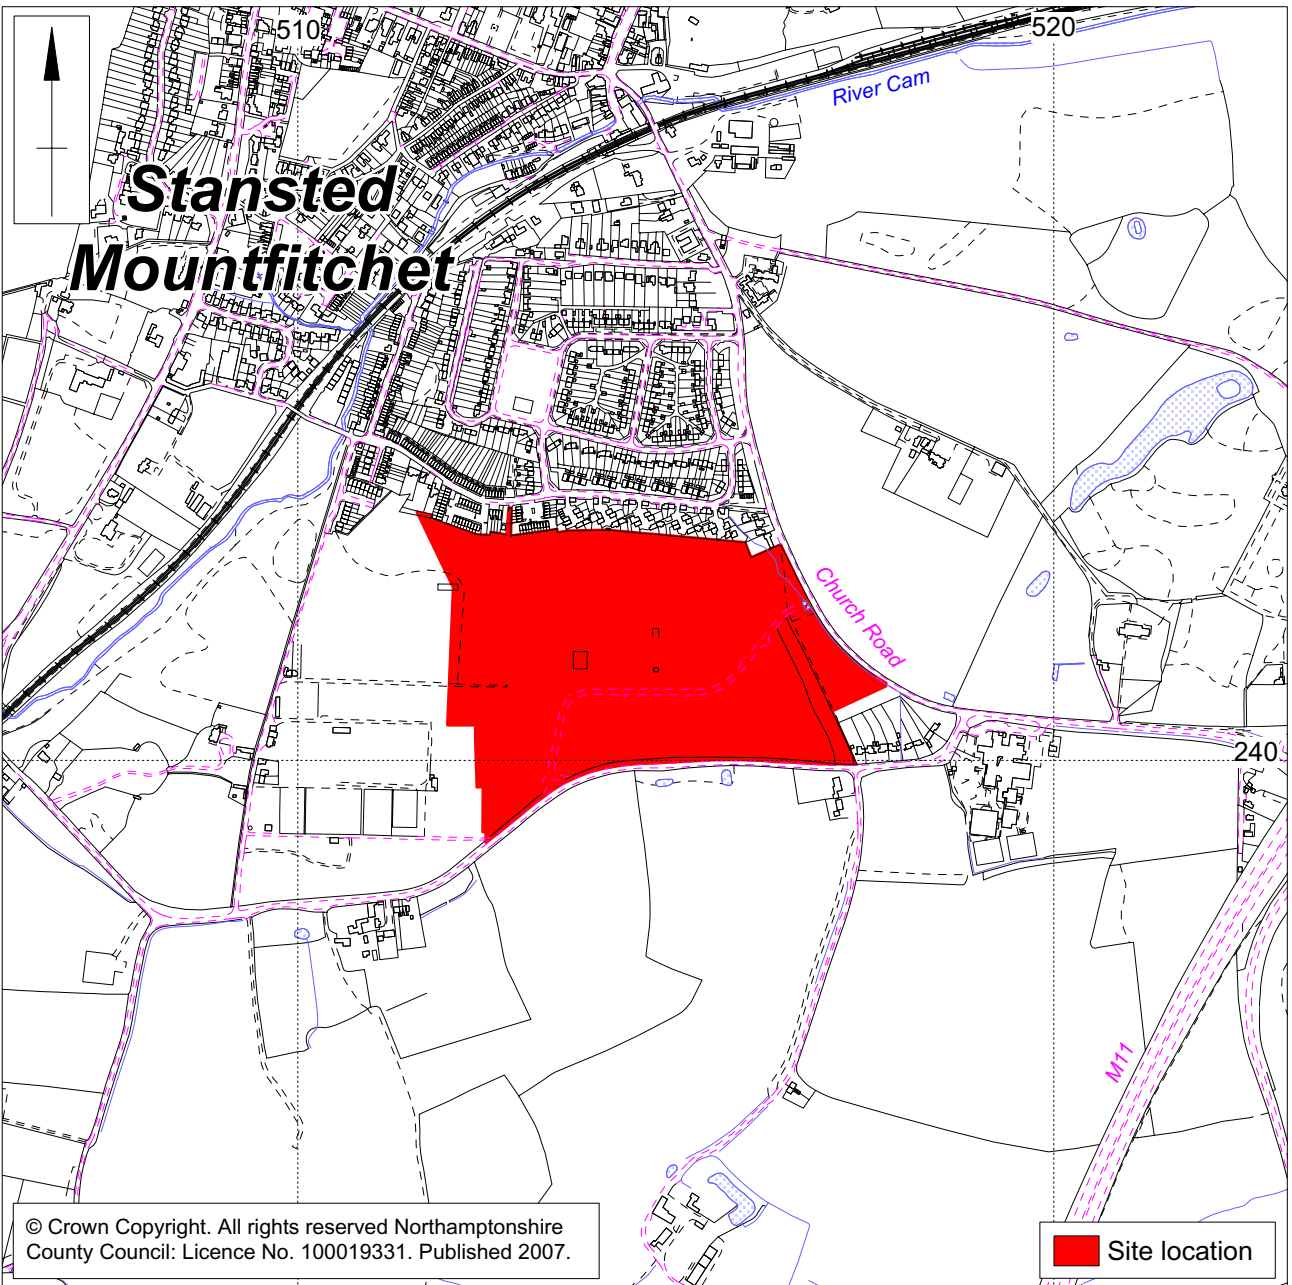 510
520
River Cam
Stansted
Mountfitchet
Church Road
240
M11
© Crown Copyright. All rights reserved Northamptonshire
County Council: Licence No. 100019331. Published 2007.
Site location